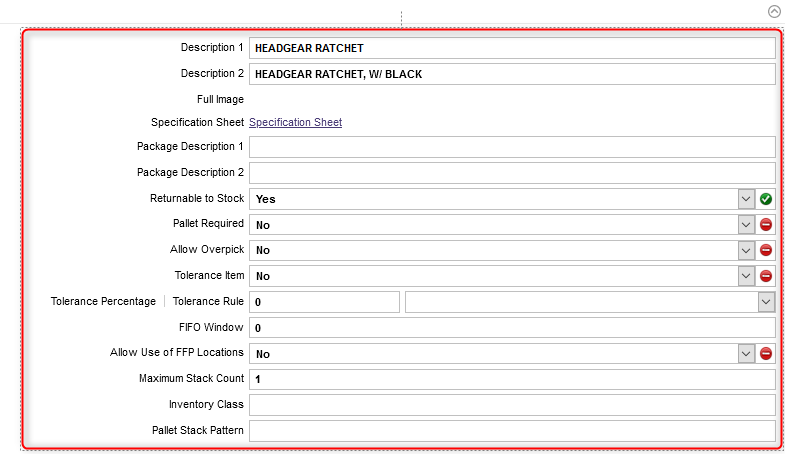 Description 1 HEADGEAR RATCHET
Description 2 HEADGEAR RATCHET, W/ BLACK
Full Image
Specification Sheet Specification Sheet
Package Description 1
Package Description 2
Returnable to Stock Yes
Pallet Required No
Allow Overpick No
Tolerance Item No
Tolerance Percentage Tolerance Rule 0
FIFO Window 0
Allow Use of FFP Locations No
Maximum Stack Count 1
Inventory Class
Pallet Stack Pattern